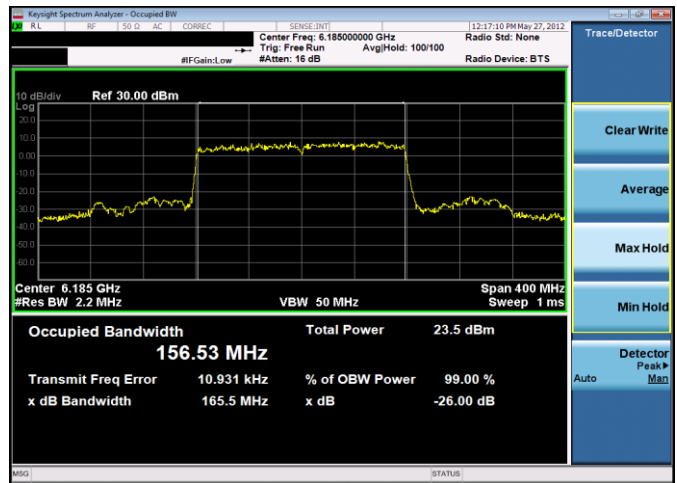 Keysight Spectrum Analyzer - Occupied BW
RL RF 50 Ω AC CORREC SENSE:INT 12:17:10 PM May 27, 2012
Center Freq: 6.185000000 GHz Radio Std: None
Trig: Free Run Avg|Hold: 100/100
#IFGain:Low #Atten: 16 dB Radio Device: BTS
Trace/Detector
10 dB/div Ref 30.00 dBm
Log
20.0
10.0
0.00
-10.0
-20.0
-30.0
-40.0
-50.0
-60.0
Center 6.185 GHz Span 400 MHz
#Res BW 2.2 MHz VBW 50 MHz Sweep 1 ms
Occupied Bandwidth Total Power 23.5 dBm
156.53 MHz
Transmit Freq Error 10.931 kHz % of OBW Power 99.00 %
x dB Bandwidth 165.5 MHz x dB -26.00 dB
Clear Write
Average
Max Hold
Min Hold
Detector
Peak▶
Auto Man
MSG STATUS